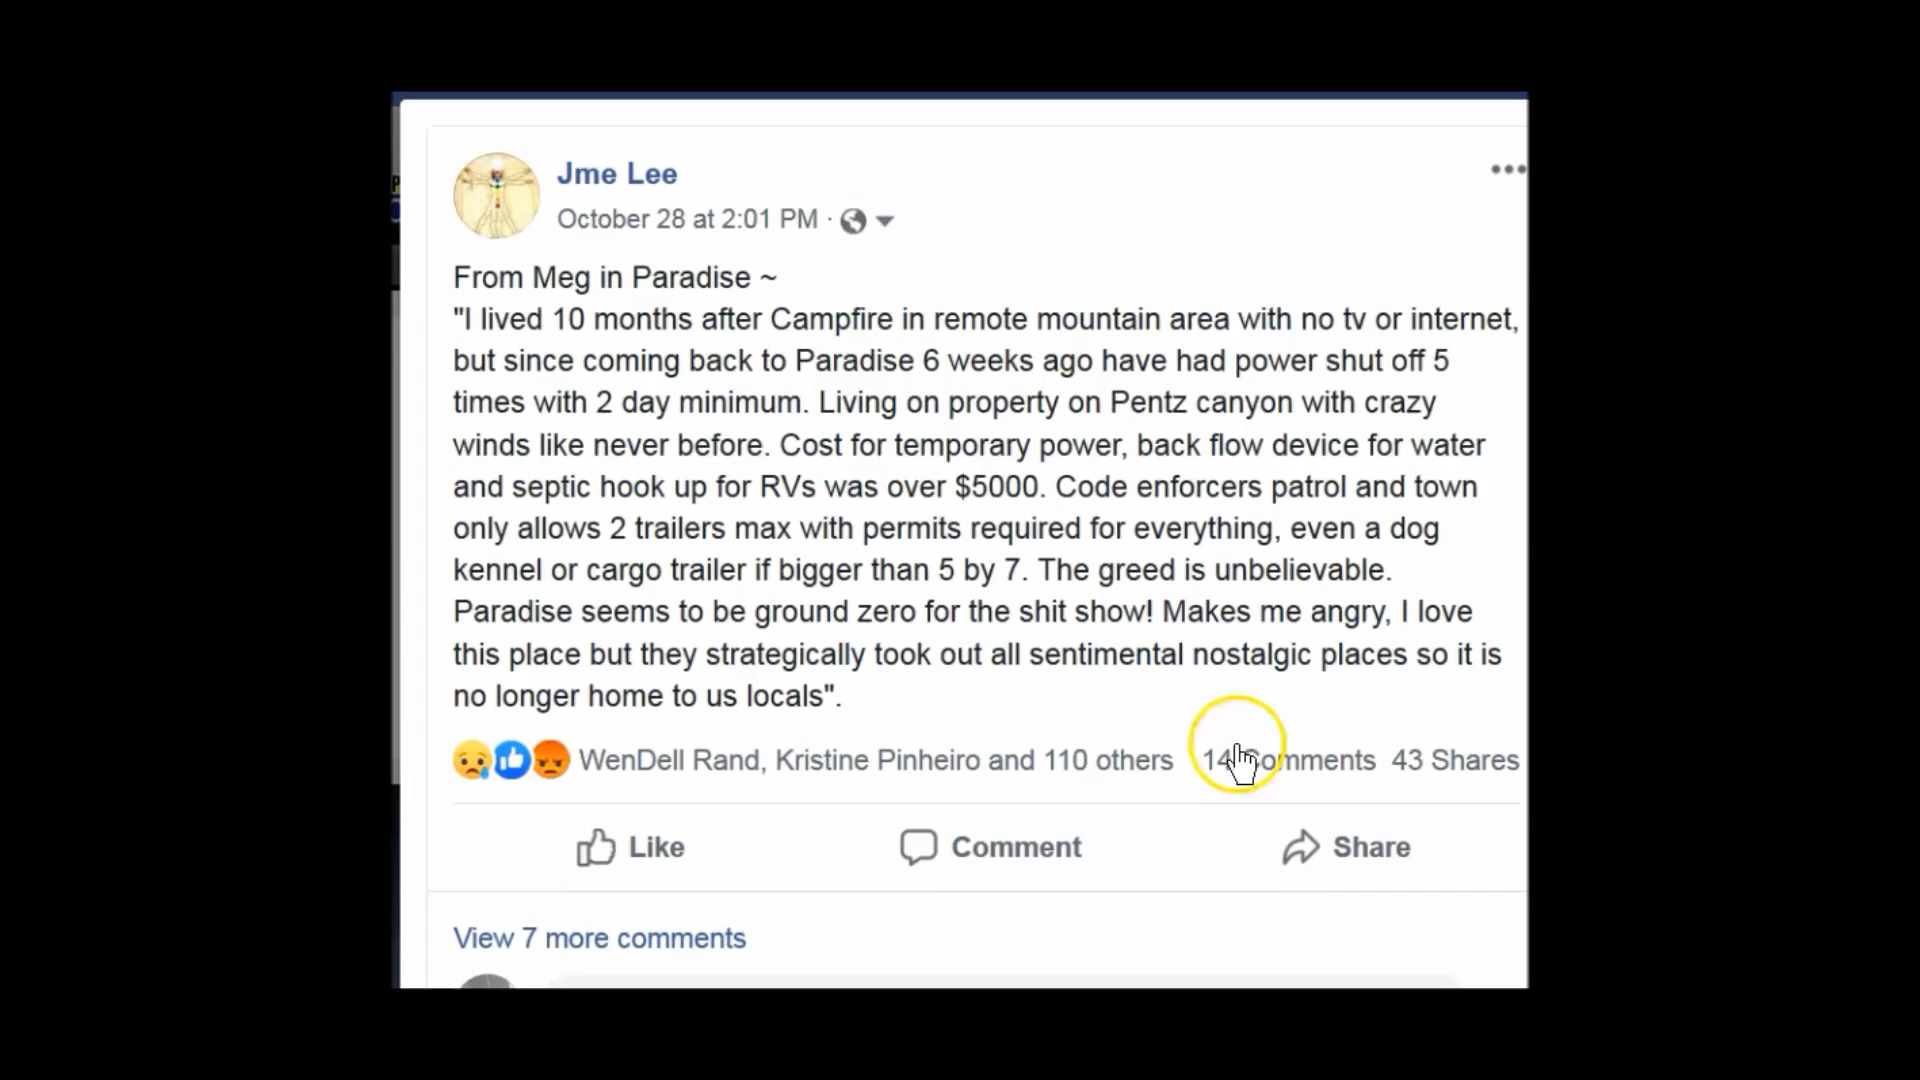 Jme Lee
October 28 at 2:01 PM ·
From Meg in Paradise ~
"I lived 10 months after Campfire in remote mountain area with no tv or internet,
but since coming back to Paradise 6 weeks ago have had power shut off 5
times with 2 day minimum. Living on property on Pentz canyon with crazy
winds like never before. Cost for temporary power, back flow device for water
and septic hook up for RVs was over $5000. Code enforcers patrol and town
only allows 2 trailers max with permits required for everything, even a dog
kennel or cargo trailer if bigger than 5 by 7. The greed is unbelievable.
Paradise seems to be ground zero for the shit show! Makes me angry, I love
this place but they strategically took out all sentimental nostalgic places so it is
no longer home to us locals".
WenDell Rand, Kristine Pinheiro and 110 others 14 Comments 43 Shares
Like Comment Share
View 7 more comments